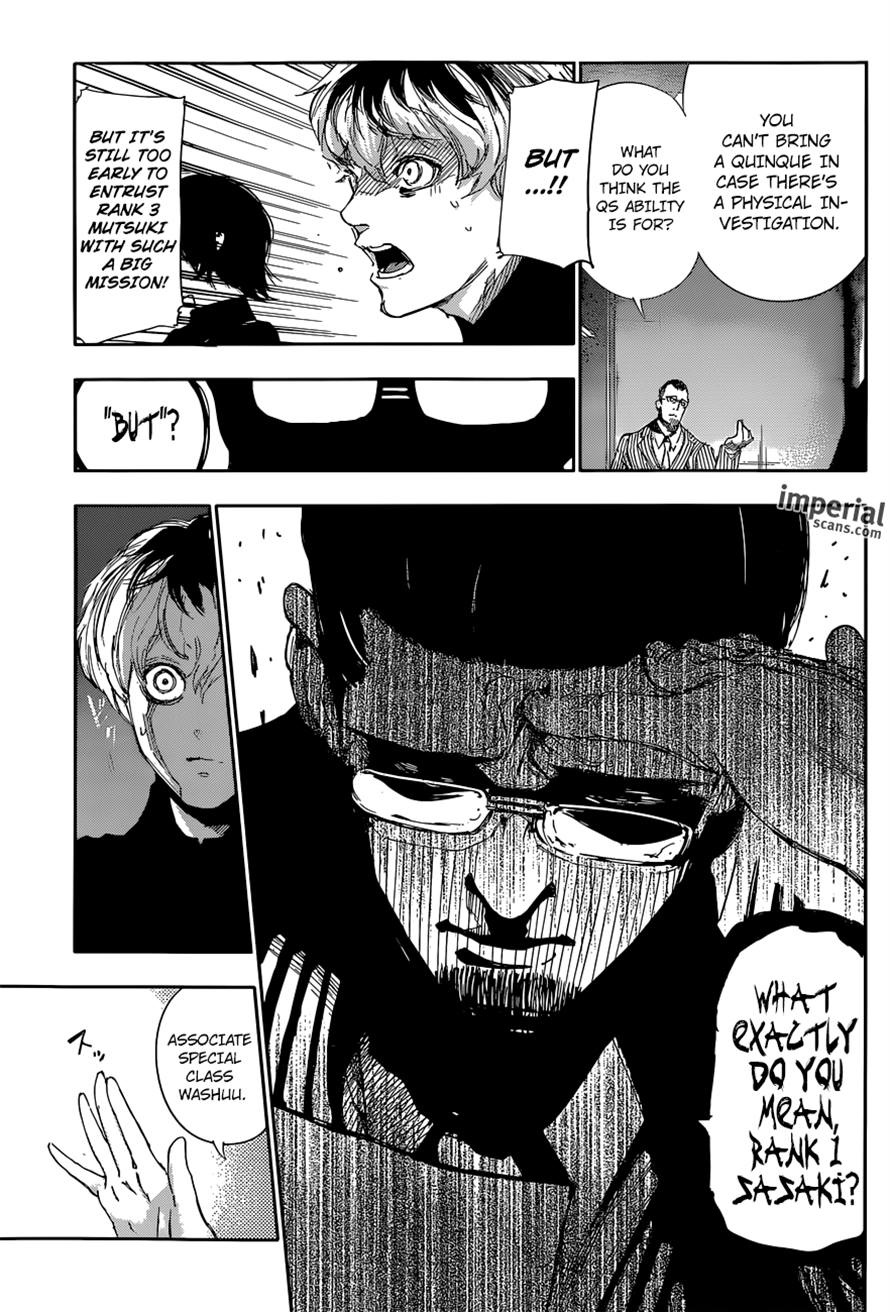 YOU
CAN'T BRING
A QUINQUE IN
CASE THERE'S
A PHYSICAL IN-
VESTIGATION.
WHAT
DO YOU
THINK THE
QS ABILITY
IS FOR?
BUT
...!!
BUT IT'S
STILL TOO
EARLY TO
ENTRUST
RANK 3
MUTSUKI
WITH SUCH
A BIG
MISSION!
"BUT"?
imperial
scans.com
WHAT
EXACTLY
DO YOU
MEAN,
RANK 1
SASAKI?
ASSOCIATE
SPECIAL
CLASS
WASHUU.
スッ